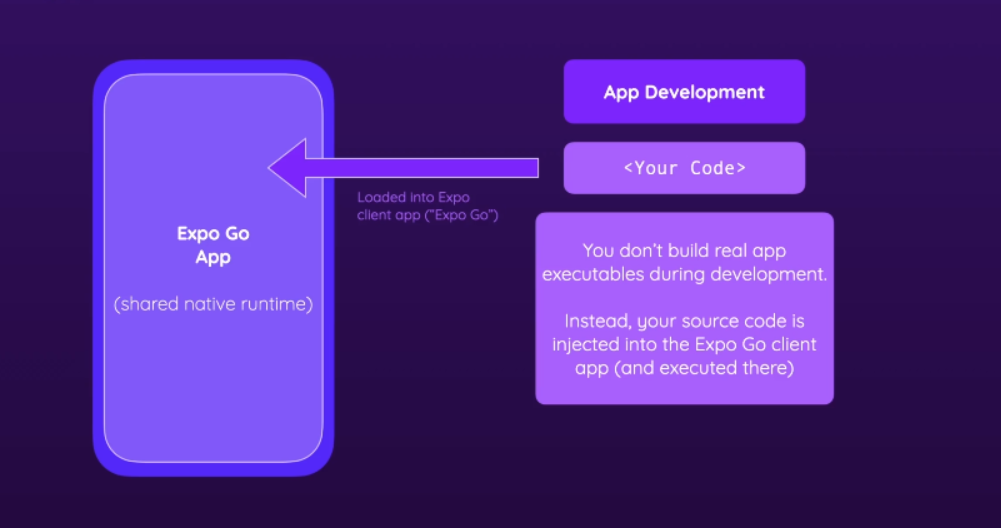 App Development
<Your Code>
Loaded into Expo
client app ("Expo Go")
Expo Go
App
(shared native runtime)
You don't build real app
executables during development.
Instead, your source code is
injected into the Expo Go client
app (and executed there)